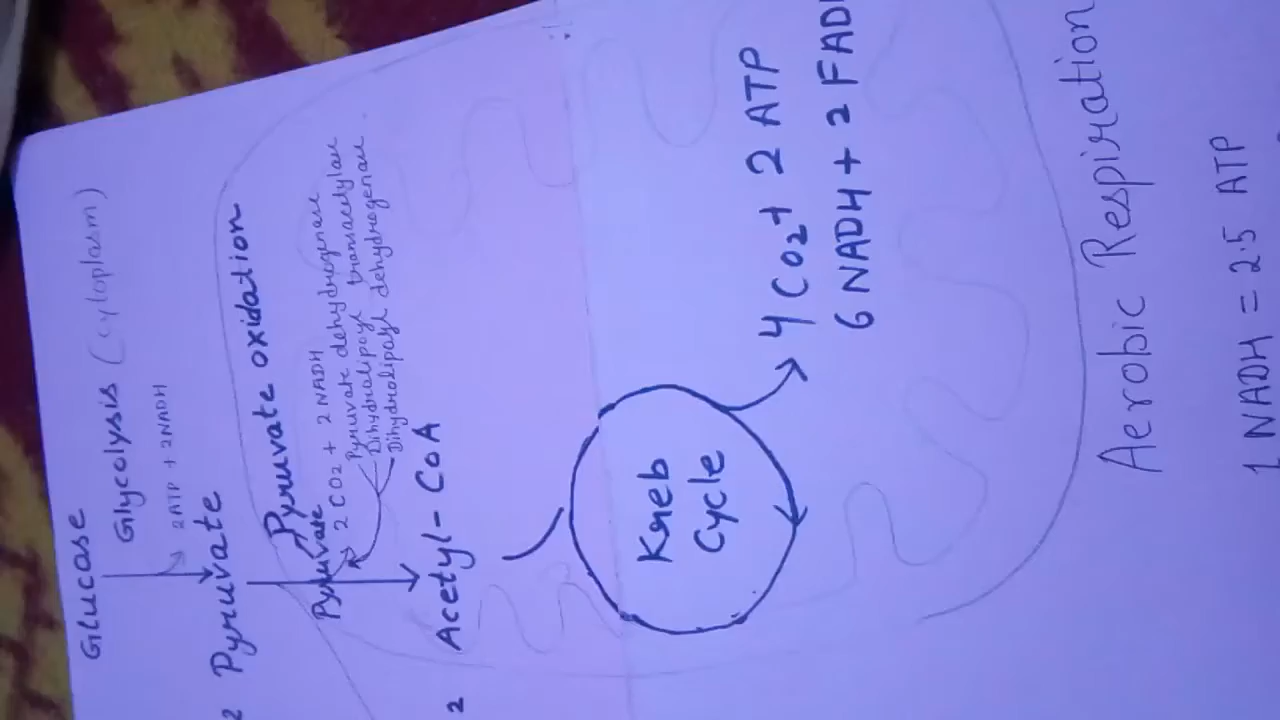 Glucase
Glycolysis (cytoplasm)
2ATP + 2NADH
2 Pyruvate
Pyruvate oxidation
Pyruvate
2 CO2 + 2 NADH
Pyruvate dehydrogenase
Dihydralipoyl transacetylase
Dihydrolipoyl dehydrogenase
2 Acetyl-CoA
Kreb
Cycle
4 CO2 + 2 ATP
6 NADH + 2 FAD
Aerobic Respiration
1 NADH = 2.5 ATP